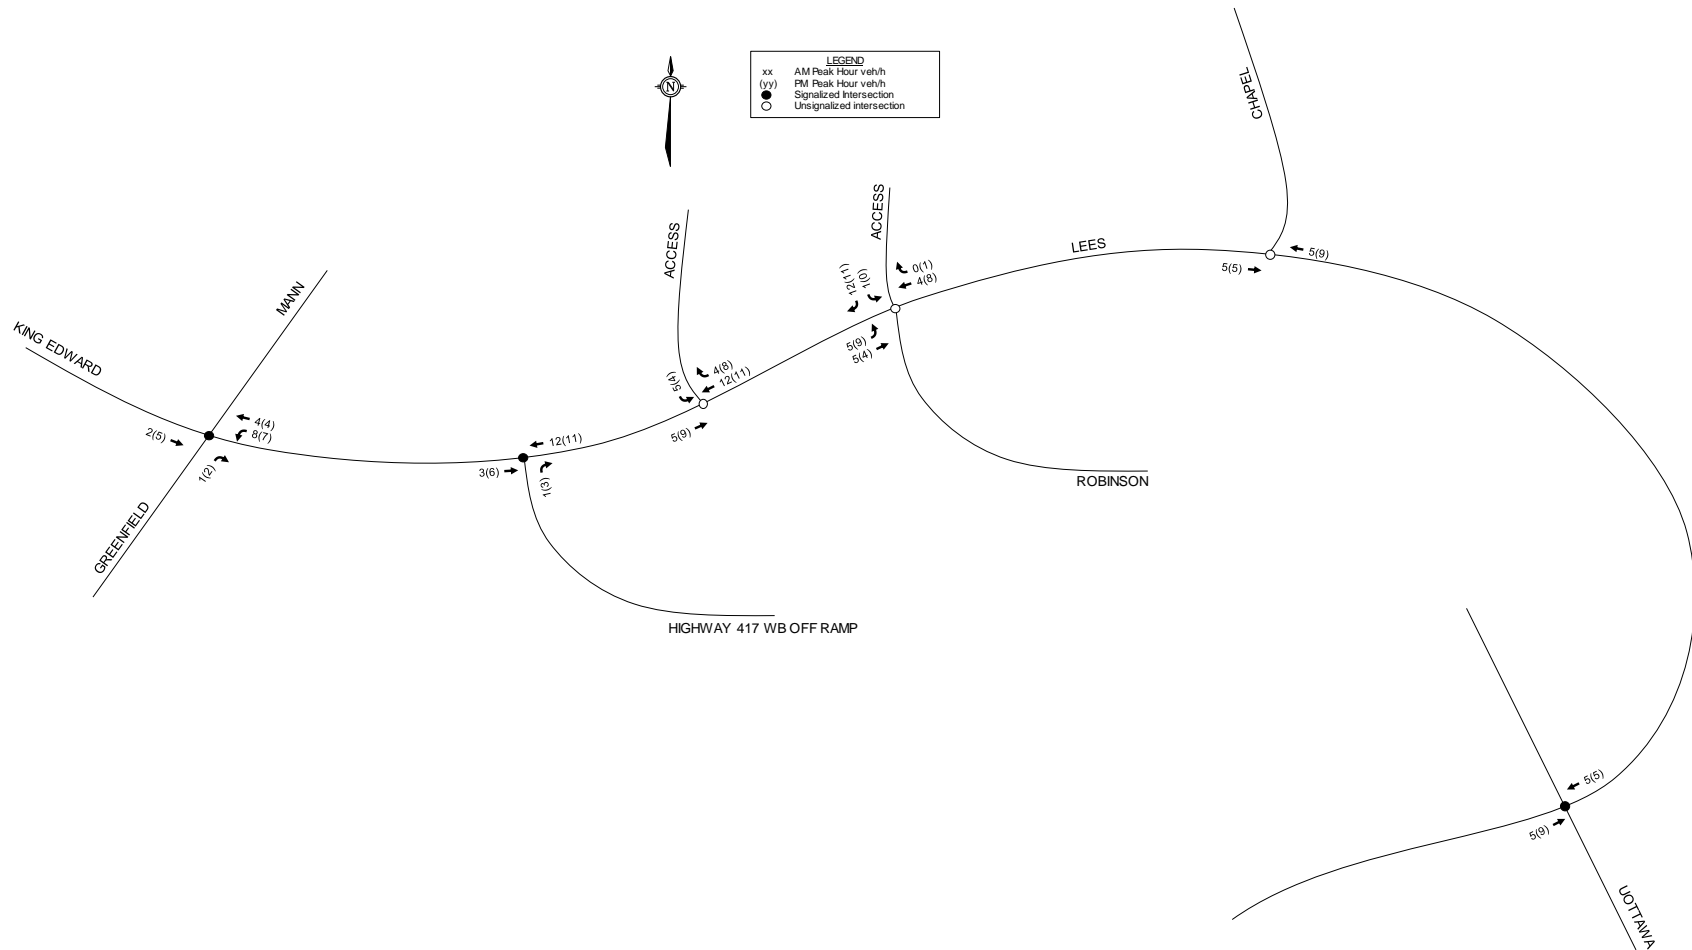 LEGEND
xx AM Peak Hour veh/h
(yy) PM Peak Hour veh/h
Signalized Intersection
Unsignalized intersection
N
CHAPEL
ACCESS
ACCESS
LEES
MANN
KING EDWARD
GREENFIELD
ROBINSON
HIGHWAY 417 WB OFF RAMP
UOTTAWA
5(9)
5(5)
0(1)
4(8)
12(11)
1(0)
5(9)
5(4)
4(8)
12(11)
5(4)
5(9)
12(11)
3(6)
1(3)
4(4)
8(7)
2(5)
1(2)
5(5)
5(9)